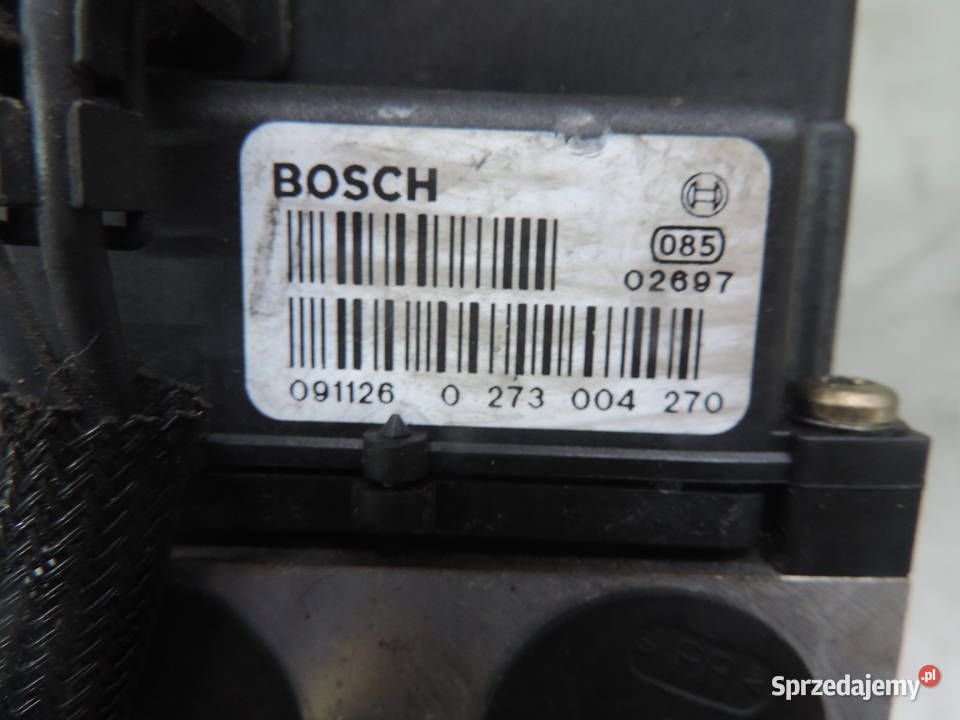 BOSCH
085
02697
091126 0 273 004 270
Sprzedajemy.pl